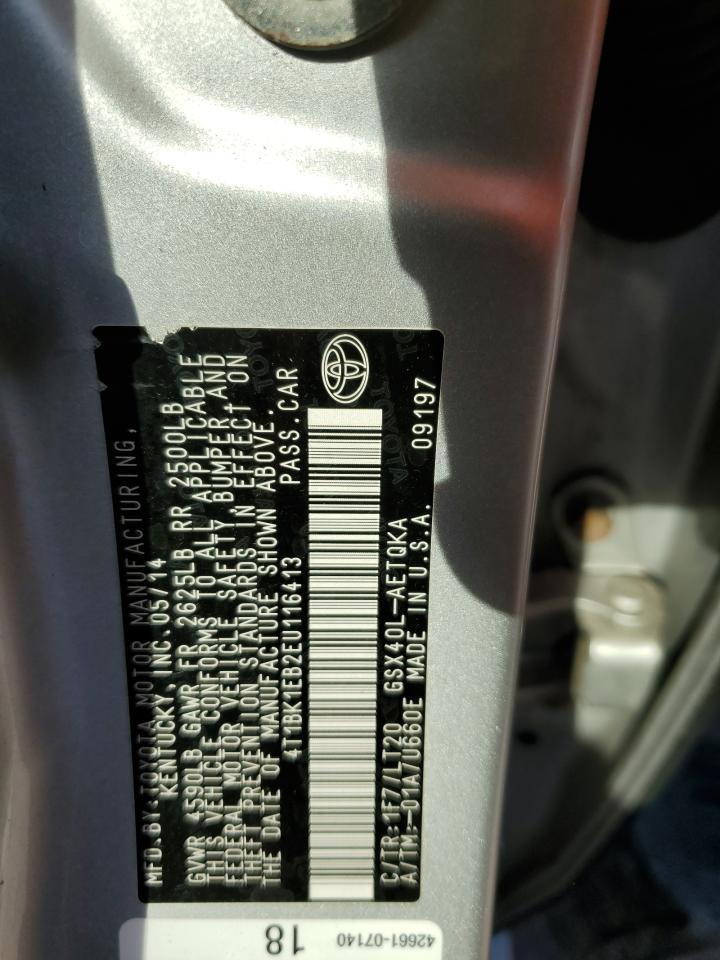 MFD. BY: TOYOTA MOTOR MANUFACTURING,
KENTUCKY, INC. 05/14
GVWR 4590LB GAWR FR 2625LB RR 2500LB
THIS VEHICLE CONFORMS TO ALL APPLICABLE
FEDERAL MOTOR VEHICLE SAFETY, BUMPER, AND
THEFT PREVENTION STANDARDS IN EFFECT ON
THE DATE OF MANUFACTURE SHOWN ABOVE.
4T1BK1EB2EU116413 PASS. CAR
C/TR: 1F7/LT20 GSX40L-AETQKA 09197
A/TM: -01A/U660E MADE IN U.S.A.
TOYOTA
18 42661-07140